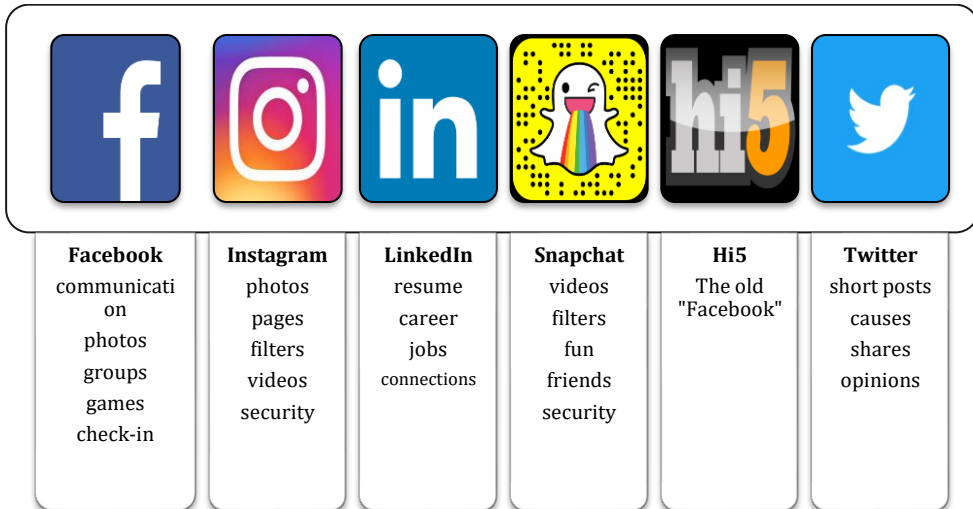 in
hi5
Facebook
communicati
on
photos
groups
games
check-in
Instagram
photos
pages
filters
videos
security
LinkedIn
resume
career
jobs
connections
Snapchat
videos
filters
fun
friends
security
Hi5
The old
"Facebook"
Twitter
short posts
causes
shares
opinions